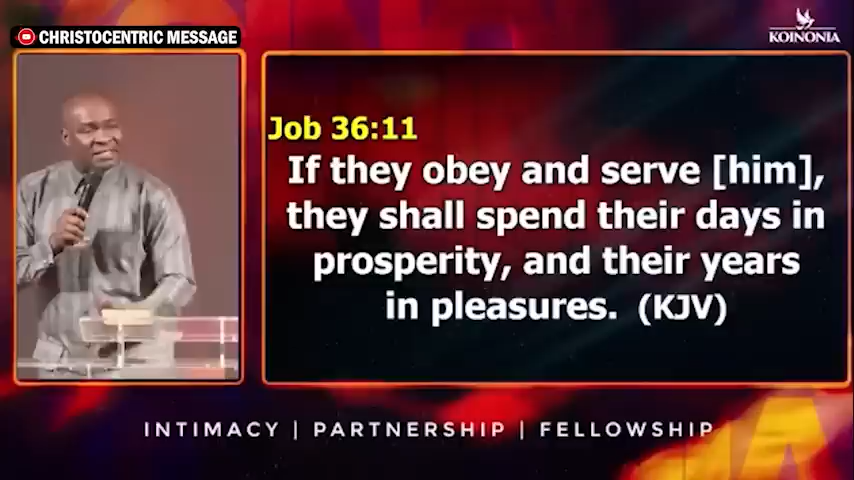 CHRISTOCENTRIC MESSAGE
KOINONIA
Job 36:11
If they obey and serve [him],
they shall spend their days in
prosperity, and their years
in pleasures. (KJV)
INTIMACY | PARTNERSHIP | FELLOWSHIP